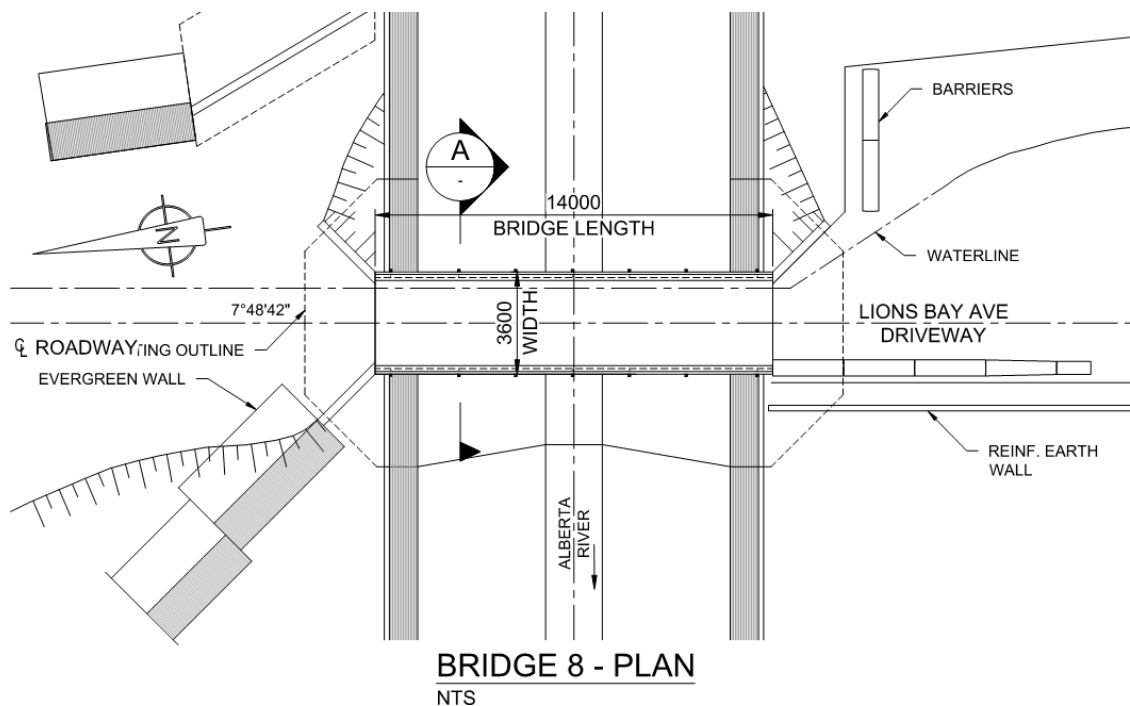 BARRIERS
A
-
14000
BRIDGE LENGTH
N
WATERLINE
7°48'42"
3600
WIDTH
LIONS BAY AVE
DRIVEWAY
℄ ROADWAY
TING OUTLINE
EVERGREEN WALL
REINF. EARTH
WALL
ALBERTA
RIVER
BRIDGE 8 - PLAN
NTS